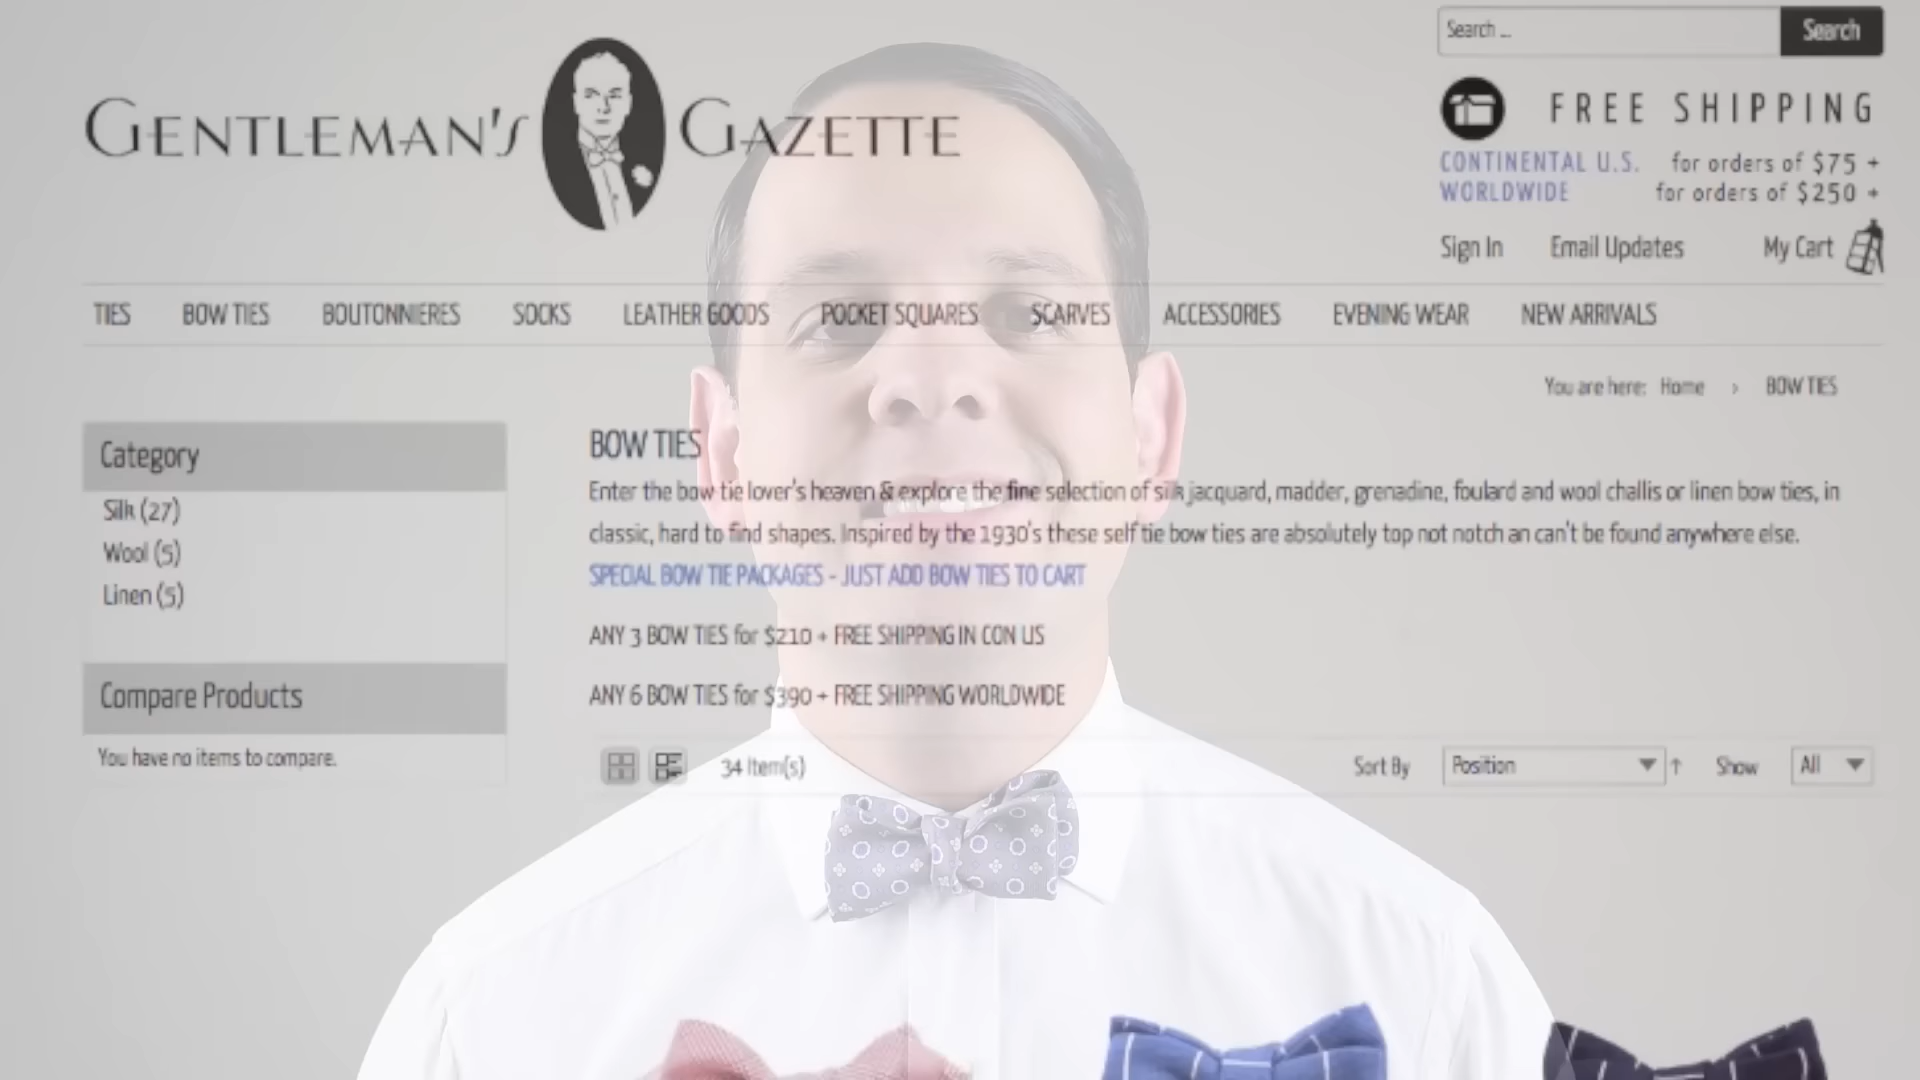 Search ...
Search
GENTLEMAN'S GAZETTE
FREE SHIPPING
CONTINENTAL U.S. for orders of $75 +
WORLDWIDE for orders of $250 +
Sign In Email Updates My Cart
TIES BOW TIES BOUTONNIERES SOCKS LEATHER GOODS POCKET SQUARES SCARVES ACCESSORIES EVENING WEAR NEW ARRIVALS
You are here: Home > BOW TIES
Category
Silk (27)
Wool (5)
Linen (5)
Compare Products
You have no items to compare.
BOW TIES
Enter the bow tie lover's heaven & explore the fine selection of silk jacquard, madder, grenadine, foulard and wool challis or linen bow ties, in
classic, hard to find shapes. Inspired by the 1930's these self tie bow ties are absolutely top not notch an can't be found anywhere else.
SPECIAL BOW TIE PACKAGES - JUST ADD BOW TIES TO CART
ANY 3 BOW TIES for $210 + FREE SHIPPING IN CON US
ANY 6 BOW TIES for $390 + FREE SHIPPING WORLDWIDE
34 Item(s)
Sort By Position ↑ Show All